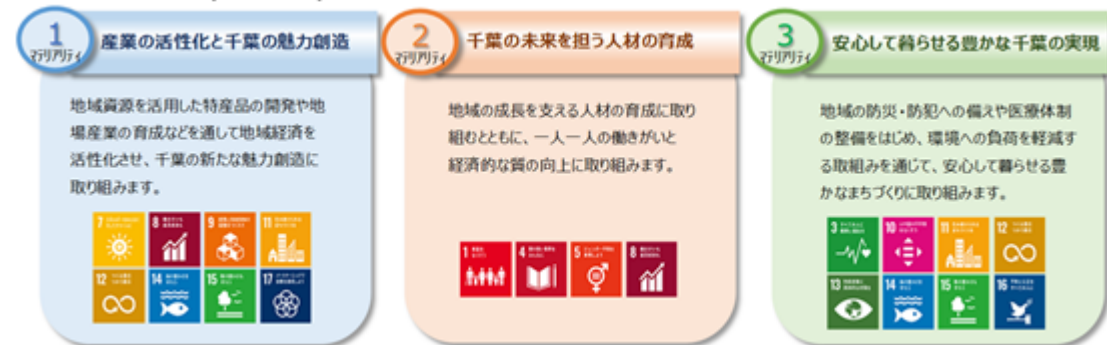 1
マテリアリティ
産業の活性化と千葉の魅力創造
地域資源を活用した特産品の開発や地
場産業の育成などを通して地域経済を
活性化させ、千葉の新たな魅力創造に
取り組みます。
7
8
9
11
12
14
15
17
2
マテリアリティ
千葉の未来を担う人材の育成
地域の成長を支える人材の育成に取り
組むとともに、一人一人の働きがいと
経済的な質の向上に取り組みます。
1
4
5
8
3
マテリアリティ
安心して暮らせる豊かな千葉の実現
地域の防災・防犯への備えや医療体制
の整備をはじめ、環境への負荷を軽減す
る取組みを通じて、安心して暮らせる豊
かなまちづくりに取り組みます。
3
10
11
12
13
14
15
16